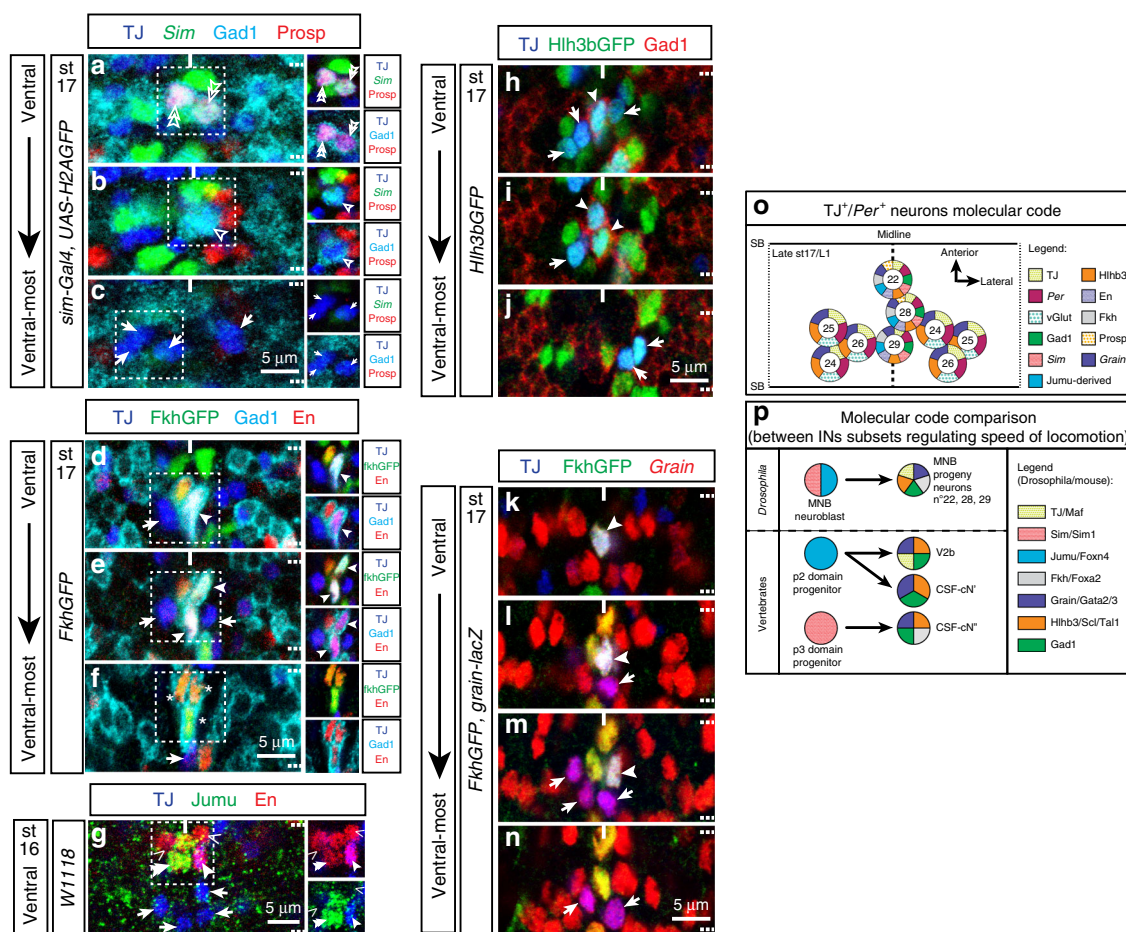 TJ Sim Gad1 Prosp
Ventral
Ventral-most
st
17
sim-Gal4, UAS-H2AGFP
a
TJ
Sim
Prosp
TJ
Gad1
Prosp
b
TJ
Sim
Prosp
TJ
Gad1
Prosp
c
5 µm
TJ
Sim
Prosp
TJ
Gad1
Prosp
TJ FkhGFP Gad1 En
Ventral
Ventral-most
st
17
FkhGFP
d
TJ
fkhGFP
En
TJ
Gad1
En
e
TJ
fkhGFP
En
TJ
Gad1
En
f
5 µm
TJ
fkhGFP
En
TJ
Gad1
En
TJ Jumu En
st
16
Ventral
W1118
g
5 µm
TJ Hlh3bGFP Gad1
Ventral
Ventral-most
st
17
Hlh3bGFP
h
i
j
5 µm
TJ FkhGFP Grain
Ventral
Ventral-most
st
17
FkhGFP, grain-lacZ
k
l
m
n
5 µm
o
TJ+/Per+ neurons molecular code
Midline
SB
Late st17/L1
Anterior
Lateral
22
28
25
26
24
29
24
25
26
SB
Legend:
TJ
Hlhb3
Per
En
vGlut
Fkh
Gad1
Prosp
Sim
Grain
Jumu-derived
p
Molecular code comparison
(between INs subsets regulating speed of locomotion)
Drosophila
MNB
neuroblast
MNB
progeny
neurons
n°22, 28, 29
Vertebrates
p2 domain
progenitor
V2b
CSF-cN'
p3 domain
progenitor
CSF-cN"
Legend
(Drosophila/mouse):
TJ/Maf
Sim/Sim1
Jumu/Foxn4
Fkh/Foxa2
Grain/Gata2/3
Hlhb3/Scl/Tal1
Gad1